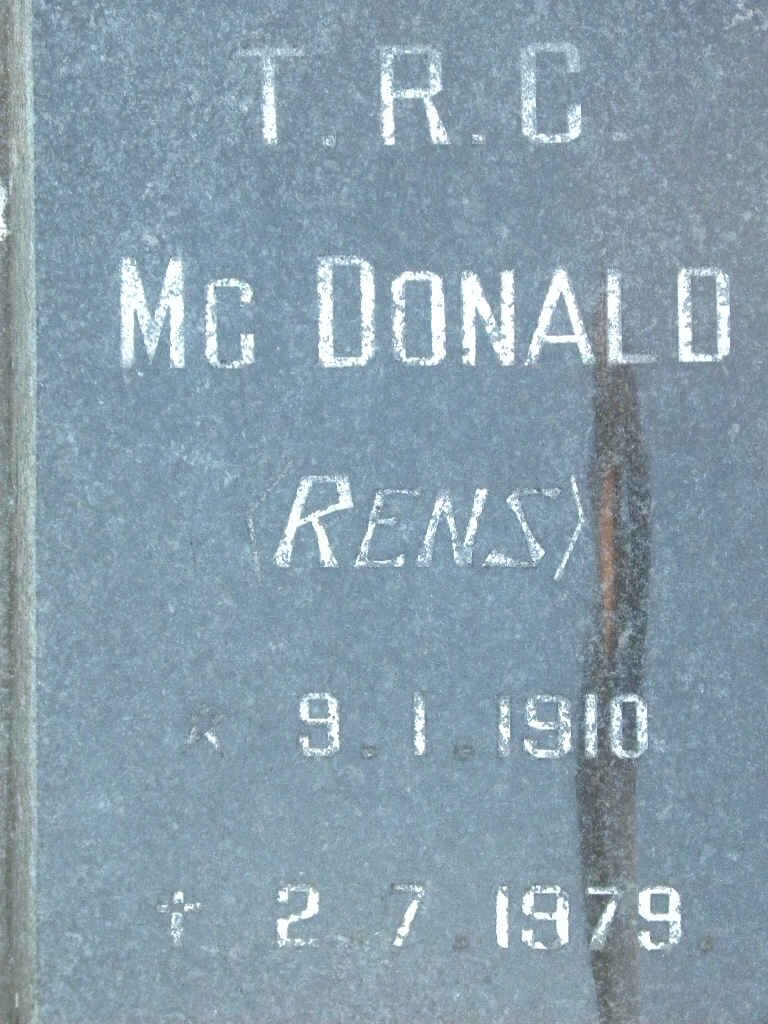 T. R. C.
Mc DONALD
(RENS)
* 9. 1. 1910
† 2. 7. 1979.